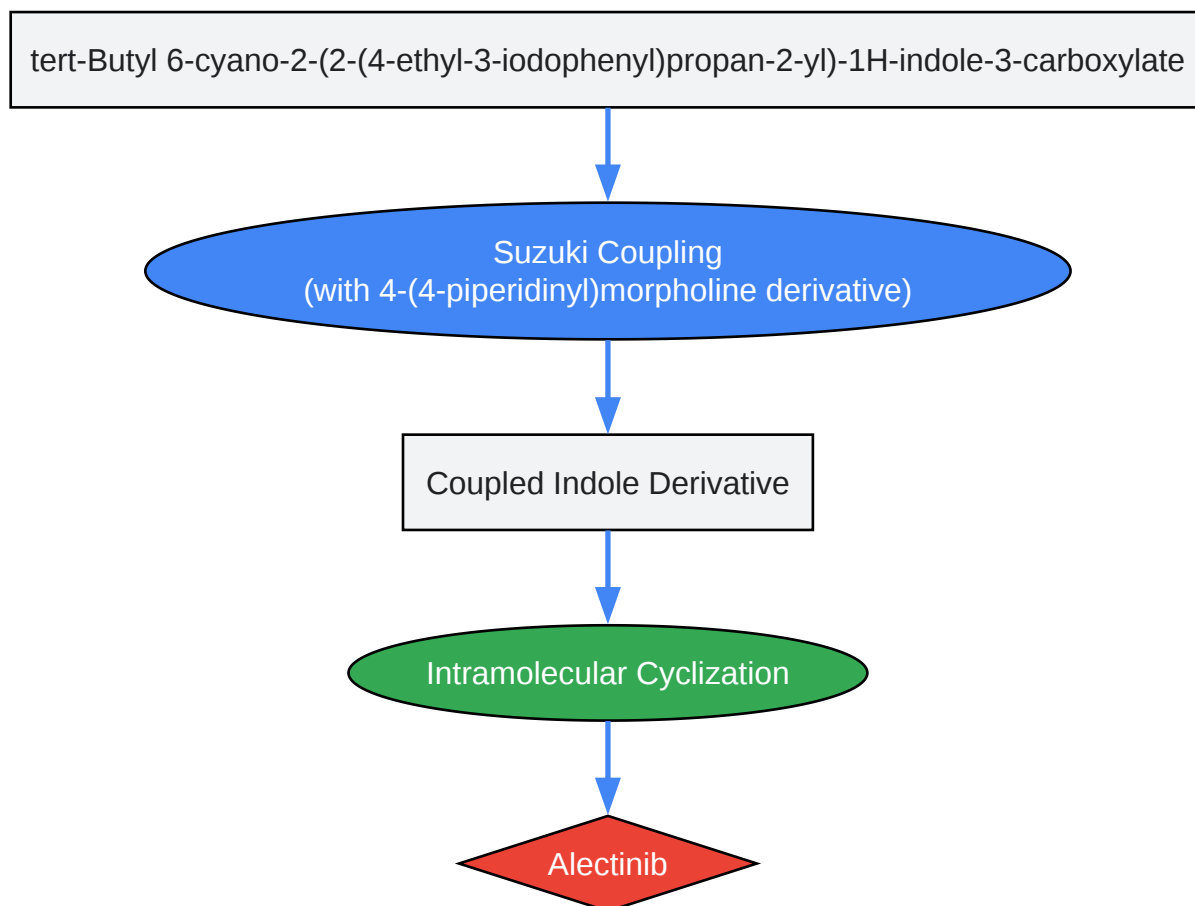 tert-Butyl 6-cyano-2-(2-(4-ethyl-3-iodophenyl)propan-2-yl)-1H-indole-3-carboxylate
Suzuki Coupling
(with 4-(4-piperidinyl)morpholine derivative)
Coupled Indole Derivative
Intramolecular Cyclization
Alectinib